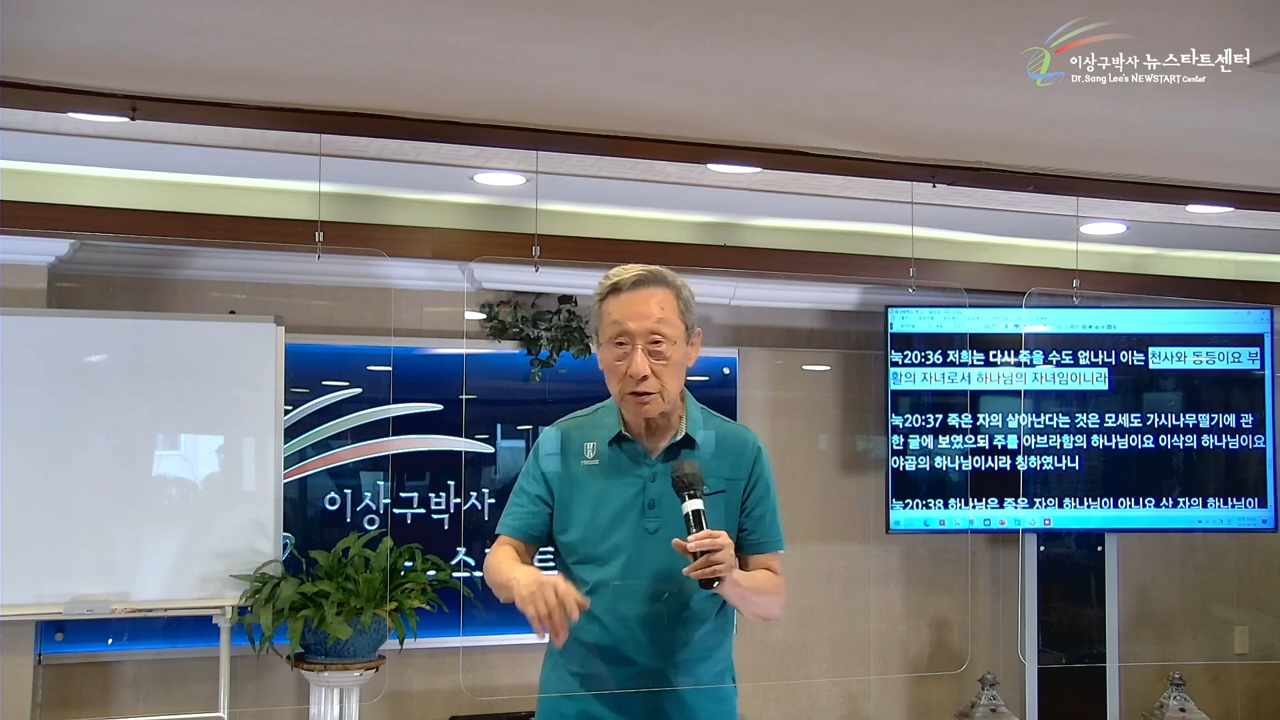 이상구박사 뉴스타트센터
Dr. Sang Lee's NEWSTART Center
이상구박사
스
트
눅20:36 저희는 다시 죽을 수도 없나니 이는 천사와 동등이요 부
활의 자녀로서 하나님의 자녀임이니라
눅20:37 죽은 자의 살아난다는 것은 모세도 가시나무떨기에 관
한 글에 보였으되 주를 아브라함의 하나님이요 이삭의 하나님이요
야곱의 하나님이시라 칭하였나니
눅20:38 하나님은 죽은 자의 하나님이 아니요 산 자의 하나님이